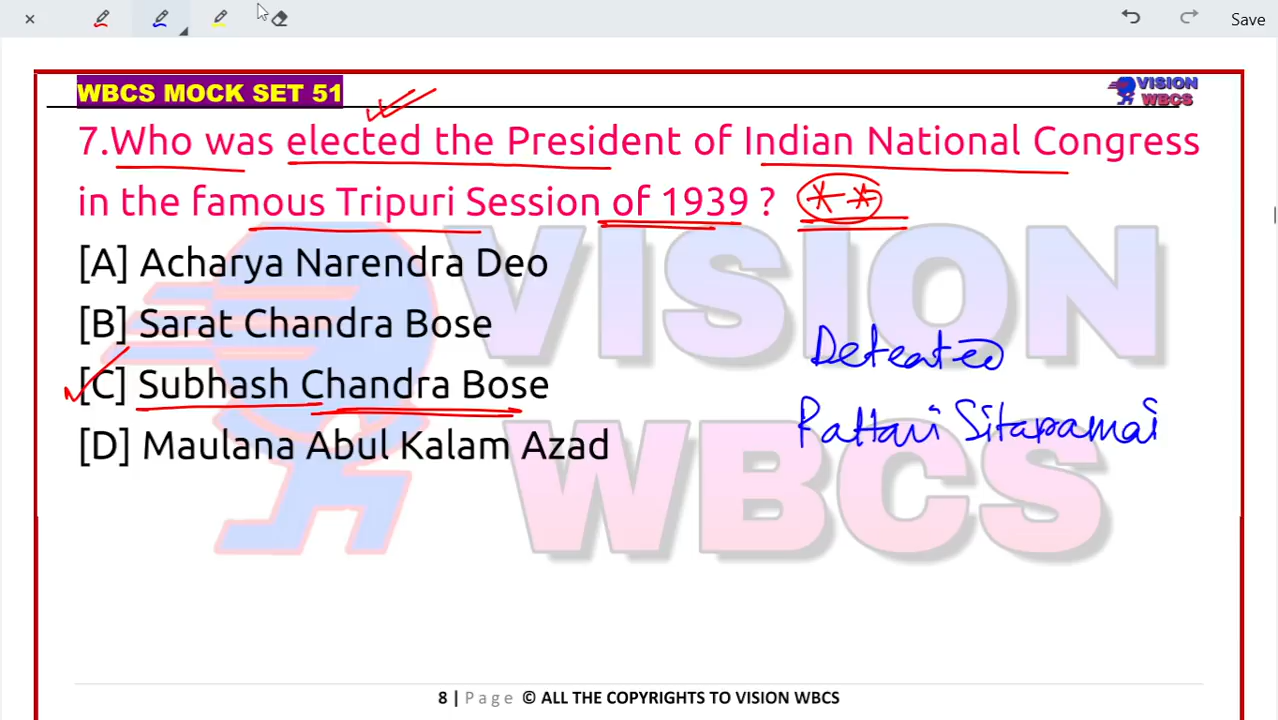 Save
WBCS MOCK SET 51
VISION
WBCS
7.Who was elected the President of Indian National Congress
in the famous Tripuri Session of 1939 ?
[A] Acharya Narendra Deo
[B] Sarat Chandra Bose
[C] Subhash Chandra Bose
[D] Maulana Abul Kalam Azad
Defeated
Pattavi Sitaramai
VISION
WBCS
8 | Page © ALL THE COPYRIGHTS TO VISION WBCS